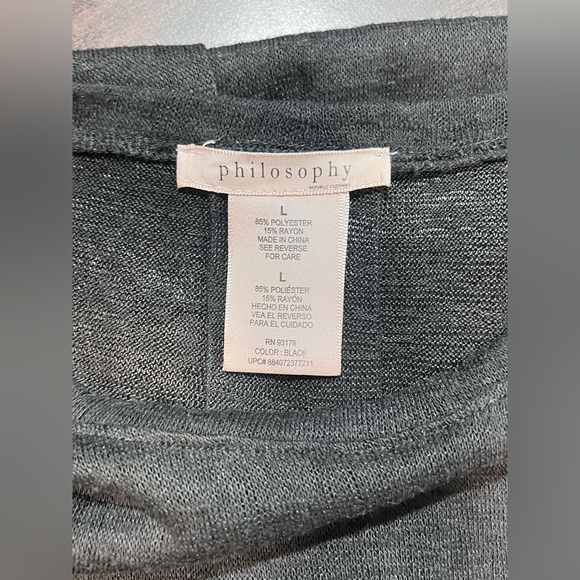 philosophy
REPUBLIC CLOTHING
L
85% POLYESTER
15% RAYON
MADE IN CHINA
SEE REVERSE
FOR CARE
L
85% POLIÉSTER
15% RAYÓN
HECHO EN CHINA
VEA EL REVERSO
PARA EL CUIDADO
RN 93178
COLOR : BLACK
UPC# 884072377211